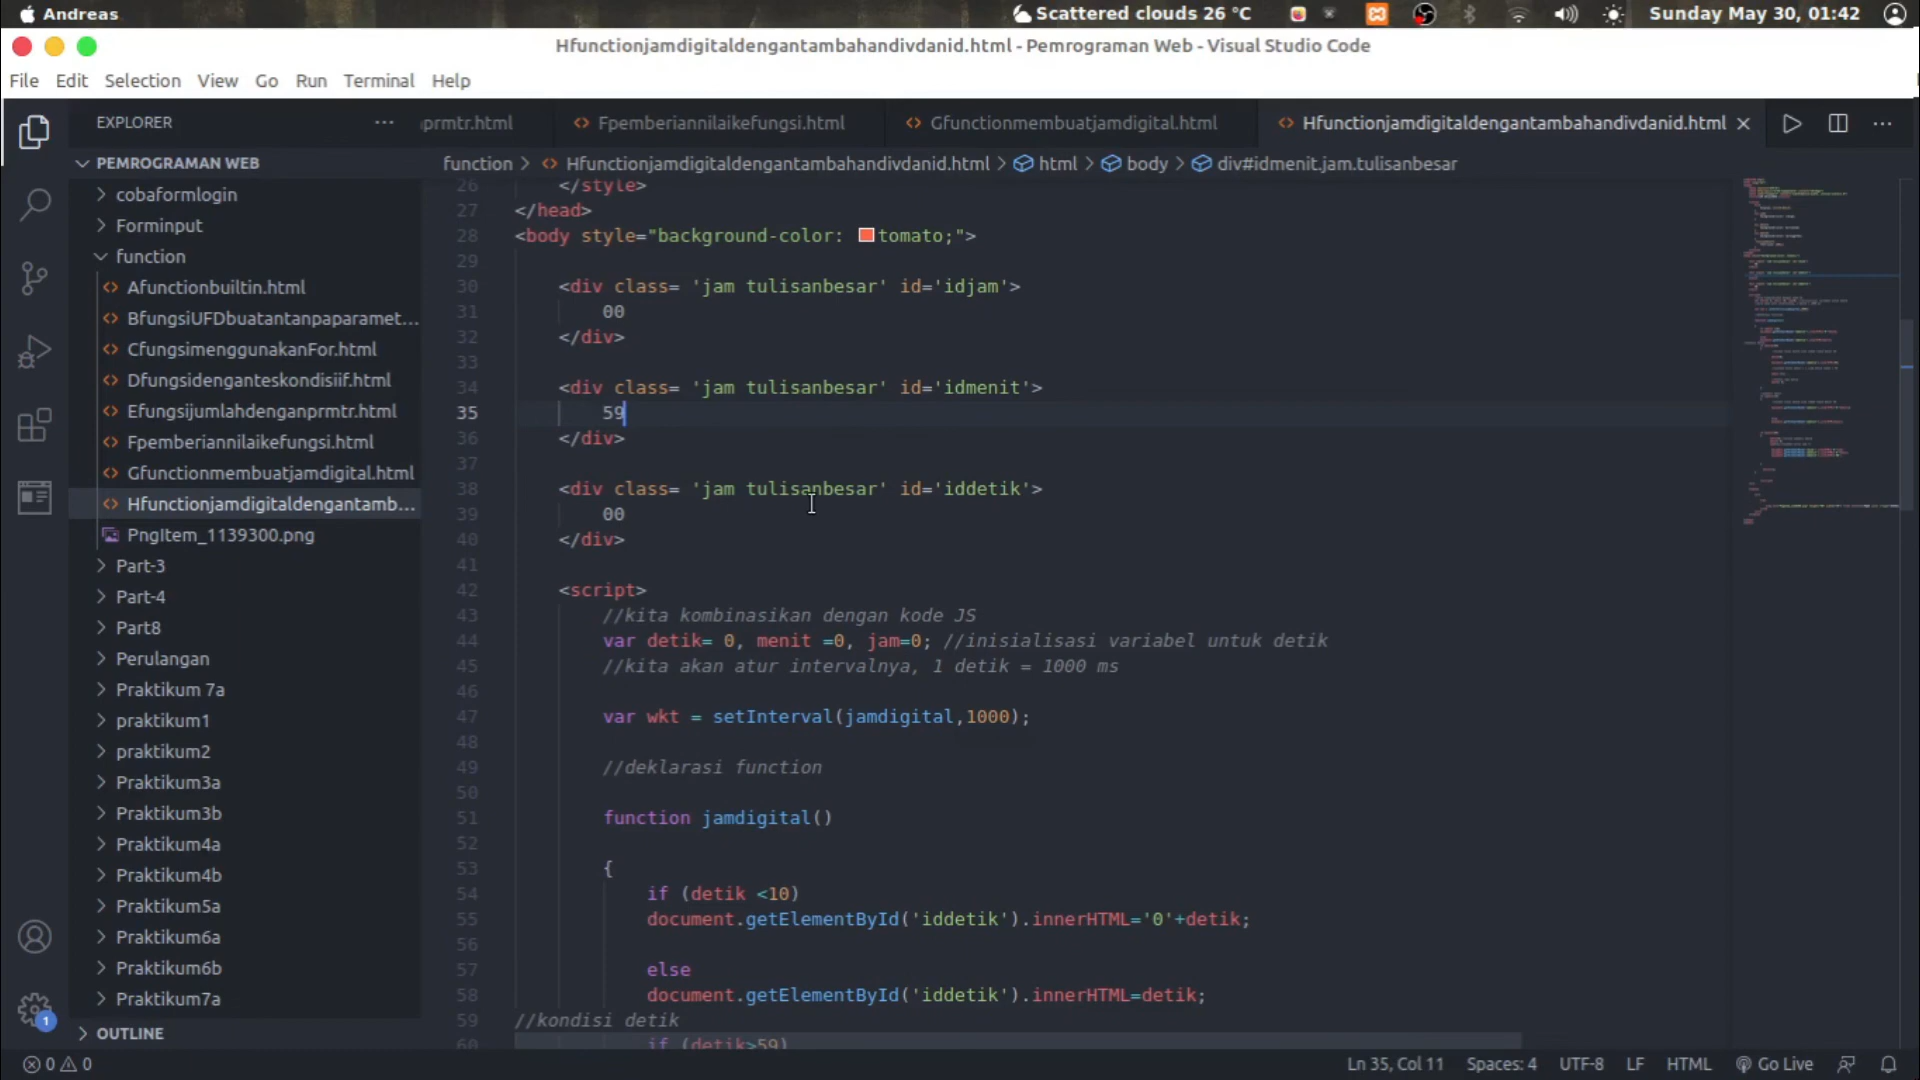 Andreas
Scattered clouds 26 °C
Sunday May 30, 01:42
Hfunctionjamdigitaldengantambahandivdanid.html - Pemrograman Web - Visual Studio Code
File Edit Selection View Go Run Terminal Help
EXPLORER
prmtr.html
Fpemberiannilaikefungsi.html
Gfunctionmembuatjamdigital.html
Hfunctionjamdigitaldengantambahandivdanid.html
PEMROGRAMAN WEB
function > Hfunctionjamdigitaldengantambahandivdanid.html > html > body > div#idmenit.jam.tulisanbesar
cobaformlogin
Forminput
function
Afunctionbuiltin.html
BfungsiUFDbuatantanpaparamet...
CfungsimenggunakanFor.html
Dfungsidenganteskondisiif.html
Efungsijumlahdenganprmtr.html
Fpemberiannilaikefungsi.html
Gfunctionmembuatjamdigital.html
Hfunctionjamdigitaldengantamb...
PngItem_1139300.png
Part-3
Part-4
Part8
Perulangan
Praktikum 7a
praktikum1
praktikum2
Praktikum3a
Praktikum3b
Praktikum4a
Praktikum4b
Praktikum5a
Praktikum6a
Praktikum6b
Praktikum7a
OUTLINE
26 </style>
27 </head>
28 <body style="background-color: tomato;">
29
30 <div class= 'jam tulisanbesar' id='idjam'>
31 00
32 </div>
33
34 <div class= 'jam tulisanbesar' id='idmenit'>
35 59
36 </div>
37
38 <div class= 'jam tulisanbesar' id='iddetik'>
39 00
40 </div>
41
42 <script>
43 //kita kombinasikan dengan kode JS
44 var detik= 0, menit =0, jam=0; //inisialisasi variabel untuk detik
45 //kita akan atur intervalnya, 1 detik = 1000 ms
46
47 var wkt = setInterval(jamdigital,1000);
48
49 //deklarasi function
50
51 function jamdigital()
52
53 {
54 if (detik <10)
55 document.getElementById('iddetik').innerHTML='0'+detik;
56
57 else
58 document.getElementById('iddetik').innerHTML=detik;
59 //kondisi detik
60 if (detik>59)
1
0 0
Ln 35, Col 11 Spaces: 4 UTF-8 LF HTML Go Live